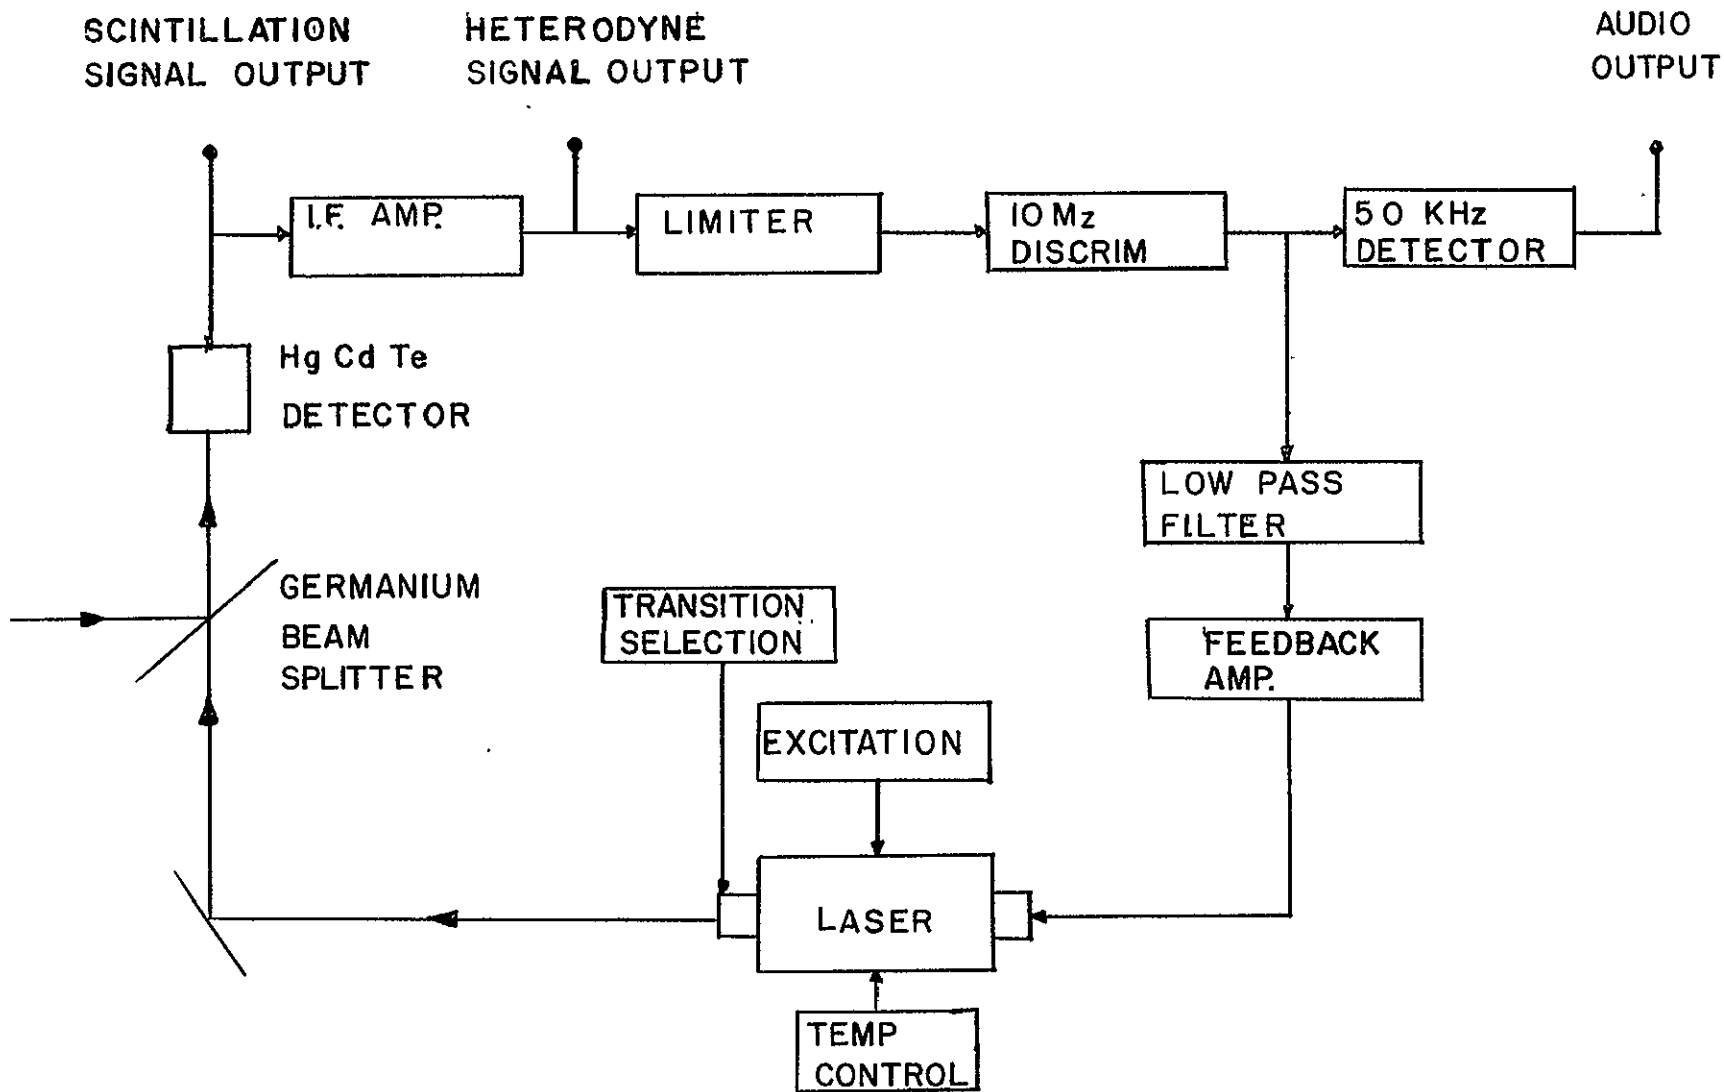 SCINTILLATION
SIGNAL OUTPUT
HETERODYNE
SIGNAL OUTPUT
AUDIO
OUTPUT
I.F. AMP.
LIMITER
10 Mz
DISCRIM
50 KHz
DETECTOR
Hg Cd Te
DETECTOR
LOW PASS
FILTER
GERMANIUM
BEAM
SPLITTER
TRANSITION
SELECTION
FEEDBACK
AMP.
EXCITATION
LASER
TEMP
CONTROL